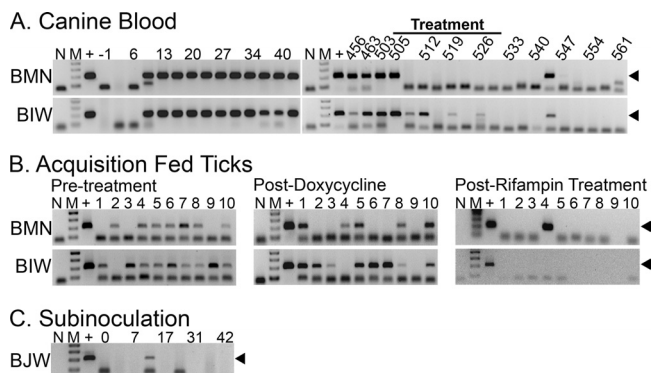 A. Canine Blood
Treatment
N M + -1 6 13 20 27 34 40 N M + 456 463 503 505 512 519 526 533 540 547 554 561
BMN
BIW
B. Acquisition Fed Ticks
Pre-treatment Post-Doxycycline Post-Rifampin Treatment
N M + 1 2 3 4 5 6 7 8 9 10 N M + 1 2 3 4 5 6 7 8 9 10 N M + 1 2 3 4 5 6 7 8 9 10
BMN
BIW
C. Subinoculation
N M + 0 7 17 31 42
BJW